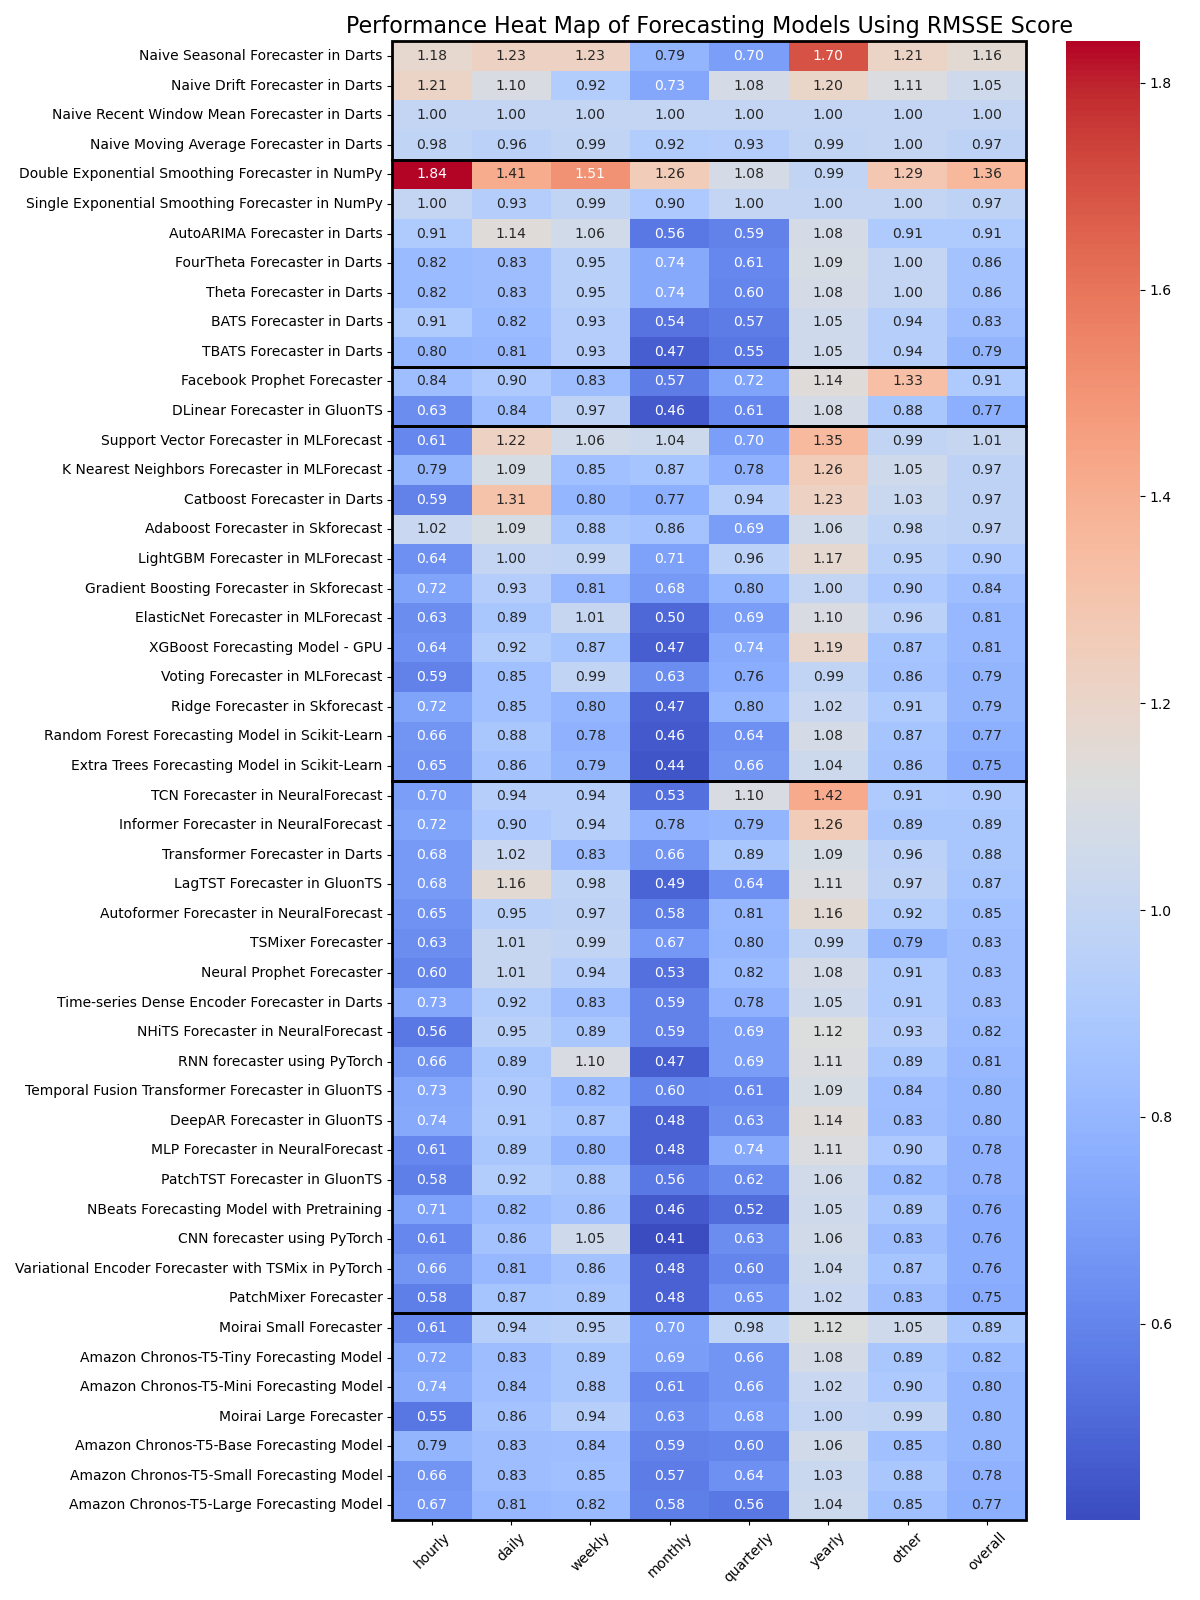 Performance Heat Map of Forecasting Models Using RMSSE Score
Naive Seasonal Forecaster in Darts 1.18 1.23 1.23 0.79 0.70 1.70 1.21 1.16
Naive Drift Forecaster in Darts 1.21 1.10 0.92 0.73 1.08 1.20 1.11 1.05
Naive Recent Window Mean Forecaster in Darts 1.00 1.00 1.00 1.00 1.00 1.00 1.00 1.00
Naive Moving Average Forecaster in Darts 0.98 0.96 0.99 0.92 0.93 0.99 1.00 0.97
Double Exponential Smoothing Forecaster in NumPy 1.84 1.41 1.51 1.26 1.08 0.99 1.29 1.36
Single Exponential Smoothing Forecaster in NumPy 1.00 0.93 0.99 0.90 1.00 1.00 1.00 0.97
AutoARIMA Forecaster in Darts 0.91 1.14 1.06 0.56 0.59 1.08 0.91 0.91
FourTheta Forecaster in Darts 0.82 0.83 0.95 0.74 0.61 1.09 1.00 0.86
Theta Forecaster in Darts 0.82 0.83 0.95 0.74 0.60 1.08 1.00 0.86
BATS Forecaster in Darts 0.91 0.82 0.93 0.54 0.57 1.05 0.94 0.83
TBATS Forecaster in Darts 0.80 0.81 0.93 0.47 0.55 1.05 0.94 0.79
Facebook Prophet Forecaster 0.84 0.90 0.83 0.57 0.72 1.14 1.33 0.91
DLinear Forecaster in GluonTS 0.63 0.84 0.97 0.46 0.61 1.08 0.88 0.77
Support Vector Forecaster in MLForecast 0.61 1.22 1.06 1.04 0.70 1.35 0.99 1.01
K Nearest Neighbors Forecaster in MLForecast 0.79 1.09 0.85 0.87 0.78 1.26 1.05 0.97
Catboost Forecaster in Darts 0.59 1.31 0.80 0.77 0.94 1.23 1.03 0.97
Adaboost Forecaster in Skforecast 1.02 1.09 0.88 0.86 0.69 1.06 0.98 0.97
LightGBM Forecaster in MLForecast 0.64 1.00 0.99 0.71 0.96 1.17 0.95 0.90
Gradient Boosting Forecaster in Skforecast 0.72 0.93 0.81 0.68 0.80 1.00 0.90 0.84
ElasticNet Forecaster in MLForecast 0.63 0.89 1.01 0.50 0.69 1.10 0.96 0.81
XGBoost Forecasting Model - GPU 0.64 0.92 0.87 0.47 0.74 1.19 0.87 0.81
Voting Forecaster in MLForecast 0.59 0.85 0.99 0.63 0.76 0.99 0.86 0.79
Ridge Forecaster in Skforecast 0.72 0.85 0.80 0.47 0.80 1.02 0.91 0.79
Random Forest Forecasting Model in Scikit-Learn 0.66 0.88 0.78 0.46 0.64 1.08 0.87 0.77
Extra Trees Forecasting Model in Scikit-Learn 0.65 0.86 0.79 0.44 0.66 1.04 0.86 0.75
TCN Forecaster in NeuralForecast 0.70 0.94 0.94 0.53 1.10 1.42 0.91 0.90
Informer Forecaster in NeuralForecast 0.72 0.90 0.94 0.78 0.79 1.26 0.89 0.89
Transformer Forecaster in Darts 0.68 1.02 0.83 0.66 0.89 1.09 0.96 0.88
LagTST Forecaster in GluonTS 0.68 1.16 0.98 0.49 0.64 1.11 0.97 0.87
Autoformer Forecaster in NeuralForecast 0.65 0.95 0.97 0.58 0.81 1.16 0.92 0.85
TSMixer Forecaster 0.63 1.01 0.99 0.67 0.80 0.99 0.79 0.83
Neural Prophet Forecaster 0.60 1.01 0.94 0.53 0.82 1.08 0.91 0.83
Time-series Dense Encoder Forecaster in Darts 0.73 0.92 0.83 0.59 0.78 1.05 0.91 0.83
NHiTS Forecaster in NeuralForecast 0.56 0.95 0.89 0.59 0.69 1.12 0.93 0.82
RNN forecaster using PyTorch 0.66 0.89 1.10 0.47 0.69 1.11 0.89 0.81
Temporal Fusion Transformer Forecaster in GluonTS 0.73 0.90 0.82 0.60 0.61 1.09 0.84 0.80
DeepAR Forecaster in GluonTS 0.74 0.91 0.87 0.48 0.63 1.14 0.83 0.80
MLP Forecaster in NeuralForecast 0.61 0.89 0.80 0.48 0.74 1.11 0.90 0.78
PatchTST Forecaster in GluonTS 0.58 0.92 0.88 0.56 0.62 1.06 0.82 0.78
NBeats Forecasting Model with Pretraining 0.71 0.82 0.86 0.46 0.52 1.05 0.89 0.76
CNN forecaster using PyTorch 0.61 0.86 1.05 0.41 0.63 1.06 0.83 0.76
Variational Encoder Forecaster with TSMix in PyTorch 0.66 0.81 0.86 0.48 0.60 1.04 0.87 0.76
PatchMixer Forecaster 0.58 0.87 0.89 0.48 0.65 1.02 0.83 0.75
Moirai Small Forecaster 0.61 0.94 0.95 0.70 0.98 1.12 1.05 0.89
Amazon Chronos-T5-Tiny Forecasting Model 0.72 0.83 0.89 0.69 0.66 1.08 0.89 0.82
Amazon Chronos-T5-Mini Forecasting Model 0.74 0.84 0.88 0.61 0.66 1.02 0.90 0.80
Moirai Large Forecaster 0.55 0.86 0.94 0.63 0.68 1.00 0.99 0.80
Amazon Chronos-T5-Base Forecasting Model 0.79 0.83 0.84 0.59 0.60 1.06 0.85 0.80
Amazon Chronos-T5-Small Forecasting Model 0.66 0.83 0.85 0.57 0.64 1.03 0.88 0.78
Amazon Chronos-T5-Large Forecasting Model 0.67 0.81 0.82 0.58 0.56 1.04 0.85 0.77
hourly daily weekly monthly quarterly yearly other overall
1.8
1.6
1.4
1.2
1.0
0.8
0.6